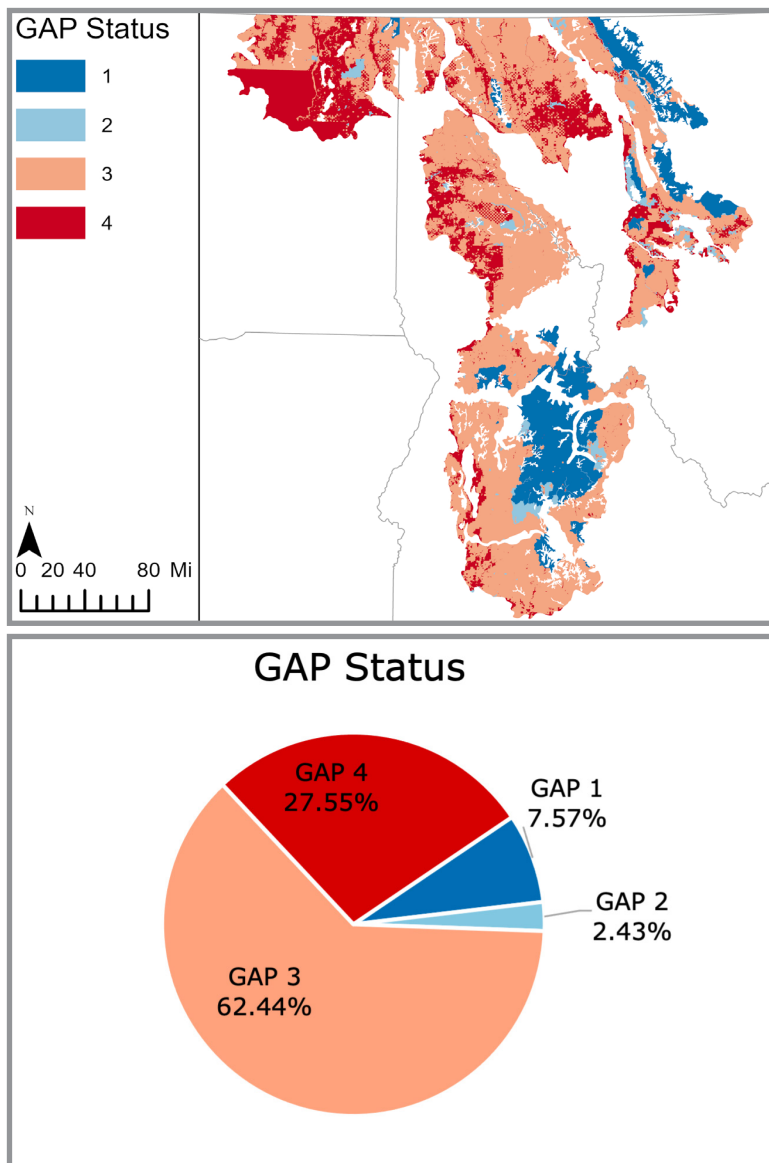 GAP Status
1
2
3
4
N
0 20 40 80 Mi
GAP Status
GAP 4
27.55%
GAP 1
7.57%
GAP 2
2.43%
GAP 3
62.44%